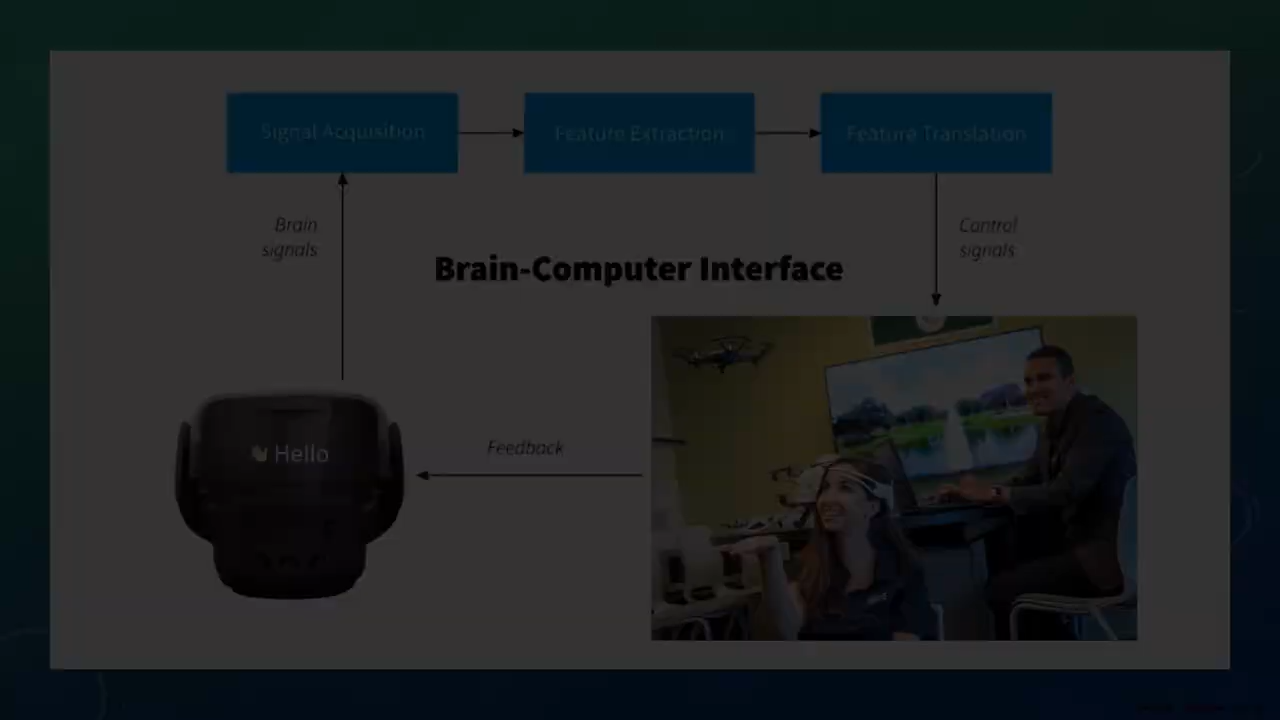 Signal Acquisition
Feature Extraction
Feature Translation
Brain
signals
Control
signals
Brain-Computer Interface
👋 Hello
Feedback